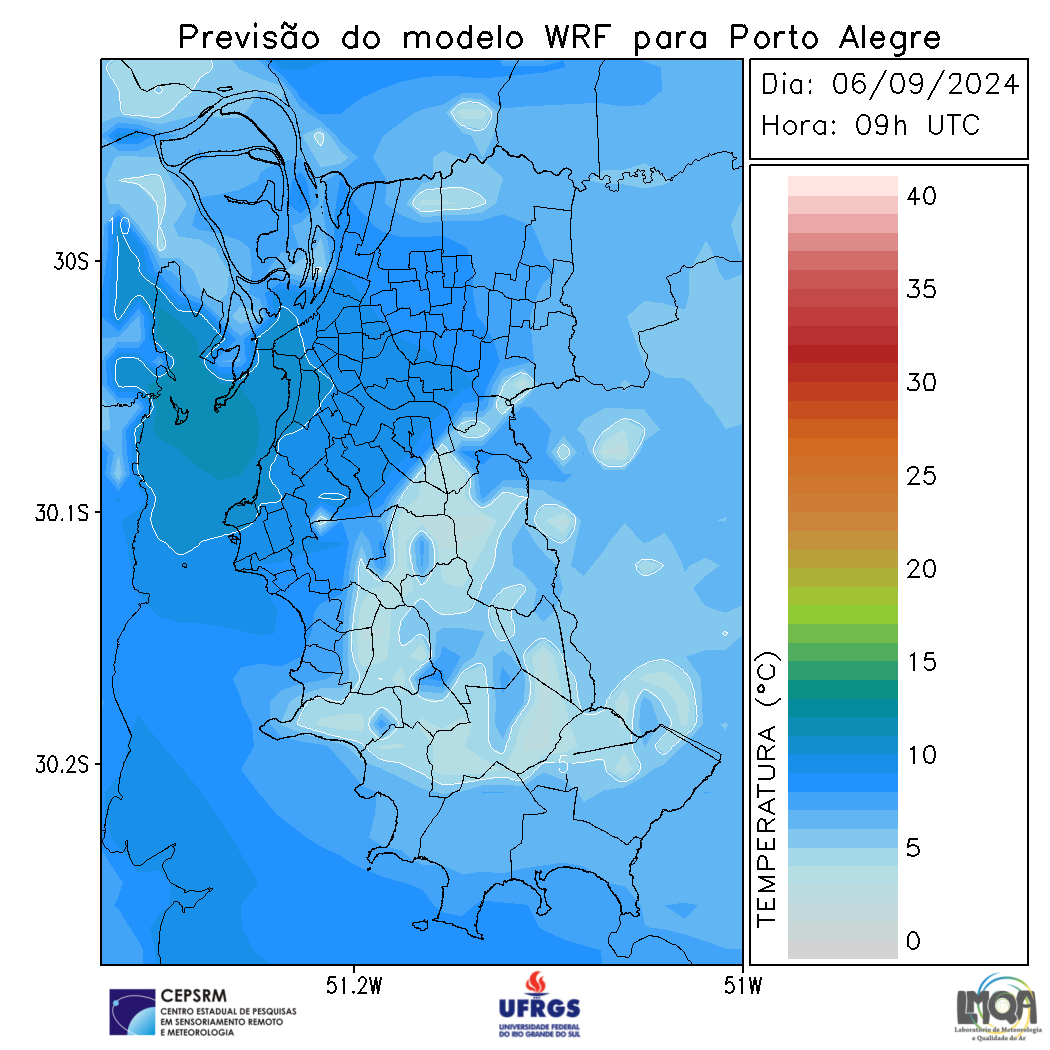 Previsão do modelo WRF para Porto Alegre
Dia: 06/09/2024
Hora: 09h UTC
40
35
30
25
20
15
10
5
0
TEMPERATURA (°C)
10
5
30S
30.1S
30.2S
51.2W
51W
CEPSRM
CENTRO ESTADUAL DE PESQUISAS
EM SENSORIAMENTO REMOTO
E METEOROLOGIA
UFRGS
UNIVERSIDADE FEDERAL
DO RIO GRANDE DO SUL
LMQA
Laboratório de Meteorologia
e Qualidade do Ar